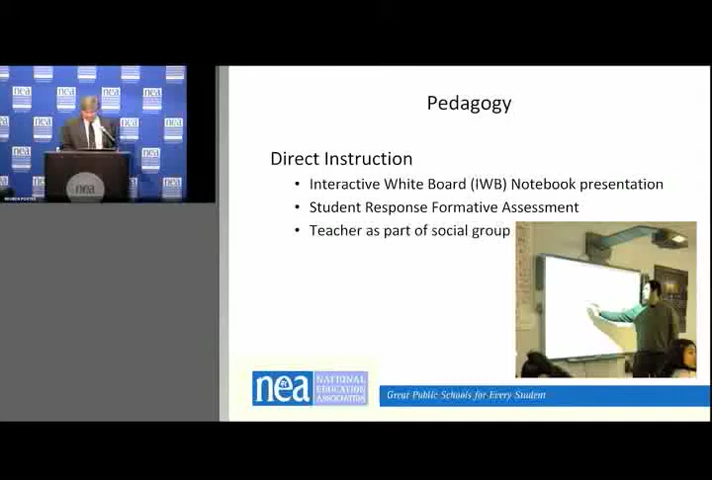 nea
Pedagogy
Direct Instruction
• Interactive White Board (IWB) Notebook presentation
• Student Response Formative Assessment
• Teacher as part of social group
nea
NATIONAL
EDUCATION
ASSOCIATION
Great Public Schools for Every Student